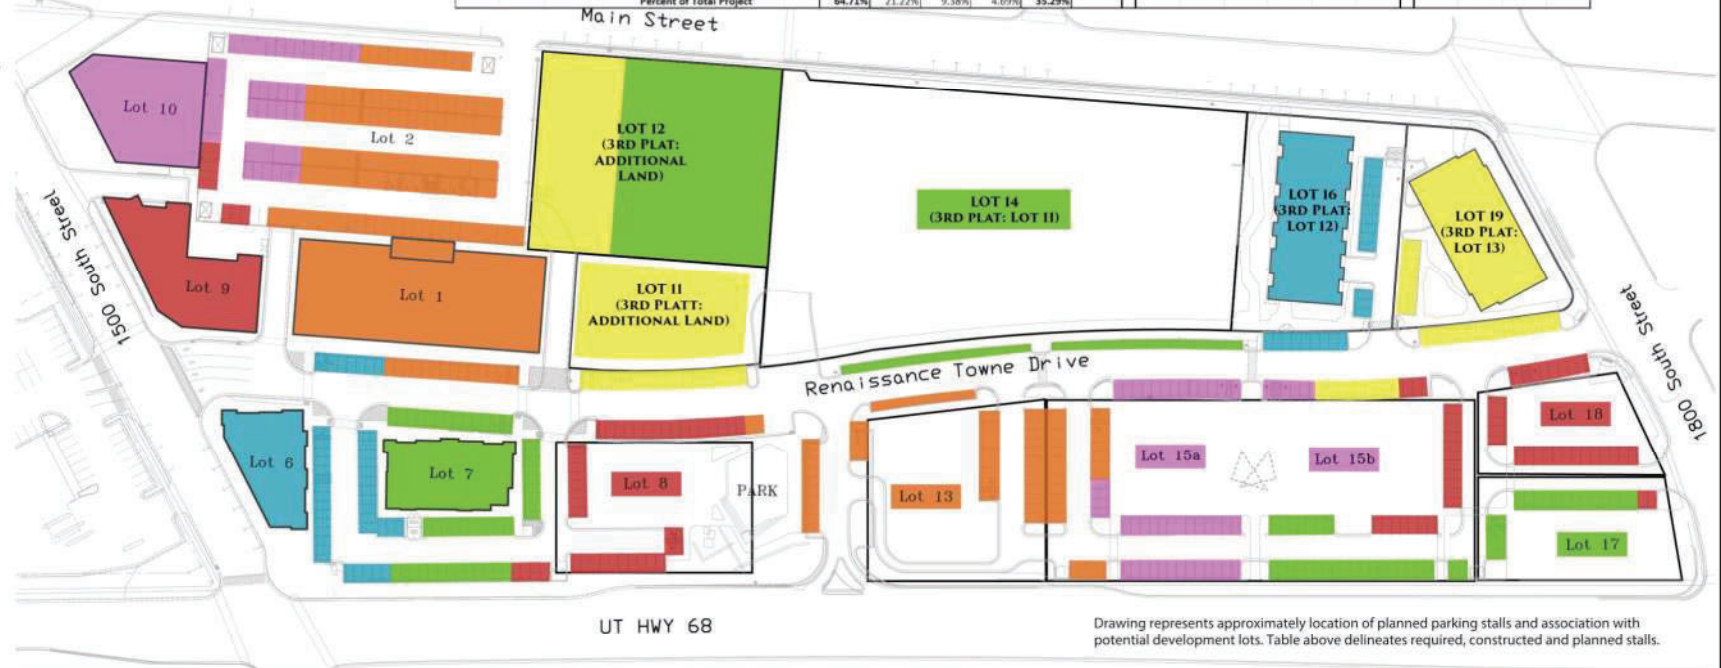 Percent of Total Project 64.71% 21.22% 9.38% 4.69% 35.29%
Main Street
Lot 10
Lot 2
LOT 12
(3RD PLAT:
ADDITIONAL
LAND)
LOT 14
(3RD PLAT: LOT 11)
LOT 16
(3RD PLAT:
LOT 12)
LOT 19
(3RD PLAT:
LOT 13)
1500 South Street
Lot 9
Lot 1
LOT 11
(3RD PLATT:
ADDITIONAL LAND)
Renaissance Towne Drive
1800 South Street
Lot 18
Lot 6
Lot 7
Lot 8
PARK
Lot 13
Lot 15a
Lot 15b
Lot 17
UT HWY 68
Drawing represents approximately location of planned parking stalls and association with
potential development lots. Table above delineates required, constructed and planned stalls.